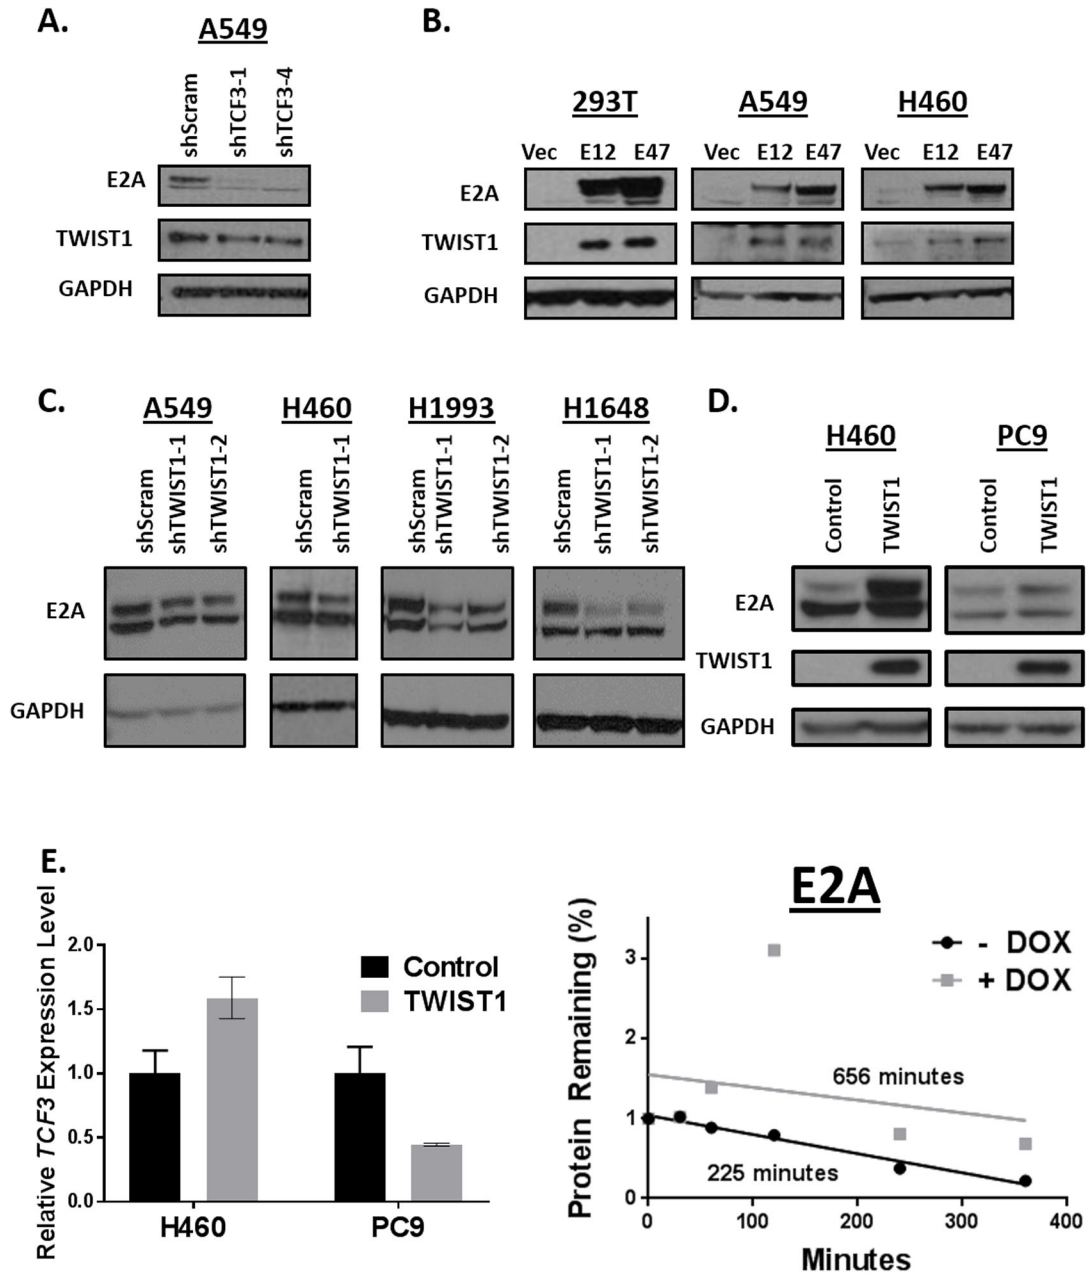 A.
A549
shScram
shTCF3-1
shTCF3-4
E2A
TWIST1
GAPDH
B.
293T
A549
H460
Vec E12 E47
Vec E12 E47
Vec E12 E47
E2A
TWIST1
GAPDH
C.
A549
H460
H1993
H1648
shScram
shTWIST1-1
shTWIST1-2
shScram
shTWIST1-1
shScram
shTWIST1-1
shTWIST1-2
shScram
shTWIST1-1
shTWIST1-2
E2A
GAPDH
D.
H460
PC9
Control
TWIST1
Control
TWIST1
E2A
TWIST1
GAPDH
E.
Relative TCF3 Expression Level
2.0
1.5
1.0
0.5
0.0
Control
TWIST1
H460
PC9
E2A
Protein Remaining (%)
3
2
1
0
- DOX
+ DOX
656 minutes
225 minutes
0 100 200 300 400
Minutes